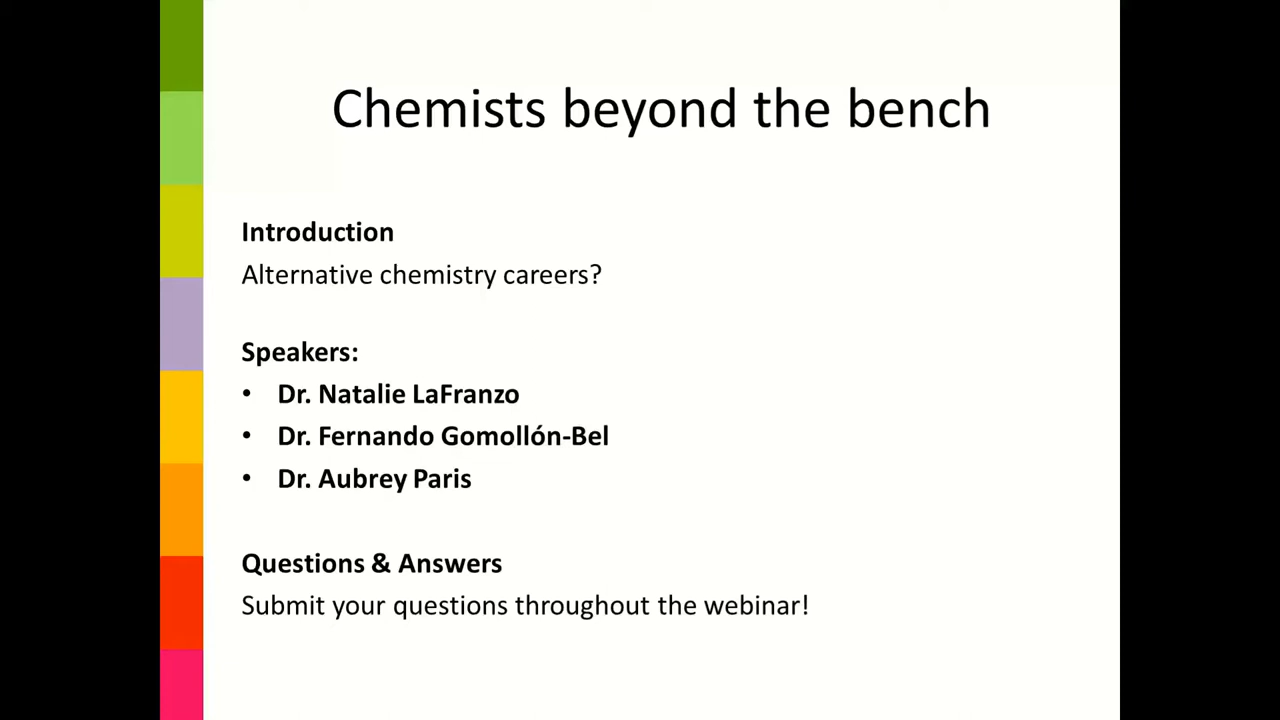 Chemists beyond the bench
Introduction
Alternative chemistry careers?
Speakers:
• Dr. Natalie LaFranzo
• Dr. Fernando Gomollón-Bel
• Dr. Aubrey Paris
Questions & Answers
Submit your questions throughout the webinar!